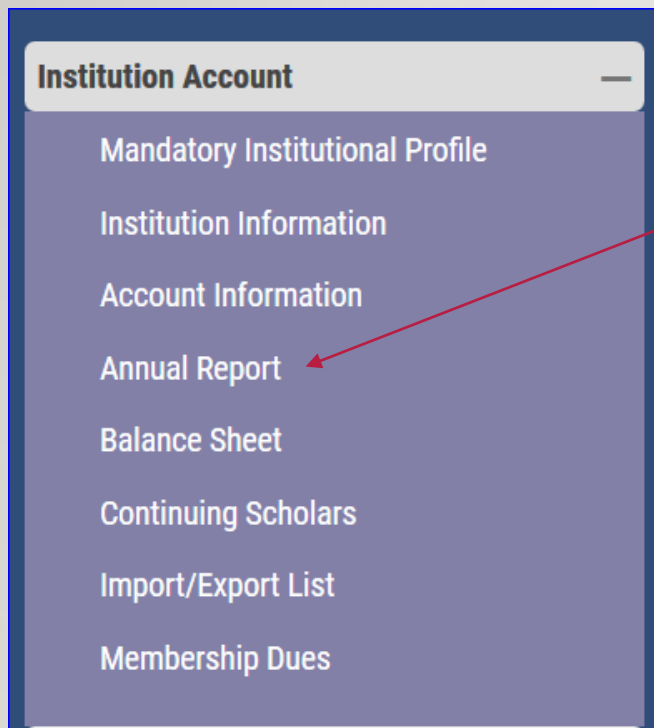 Institution Account
Mandatory Institutional Profile
Institution Information
Account Information
Annual Report
Balance Sheet
Continuing Scholars
Import/Export List
Membership Dues